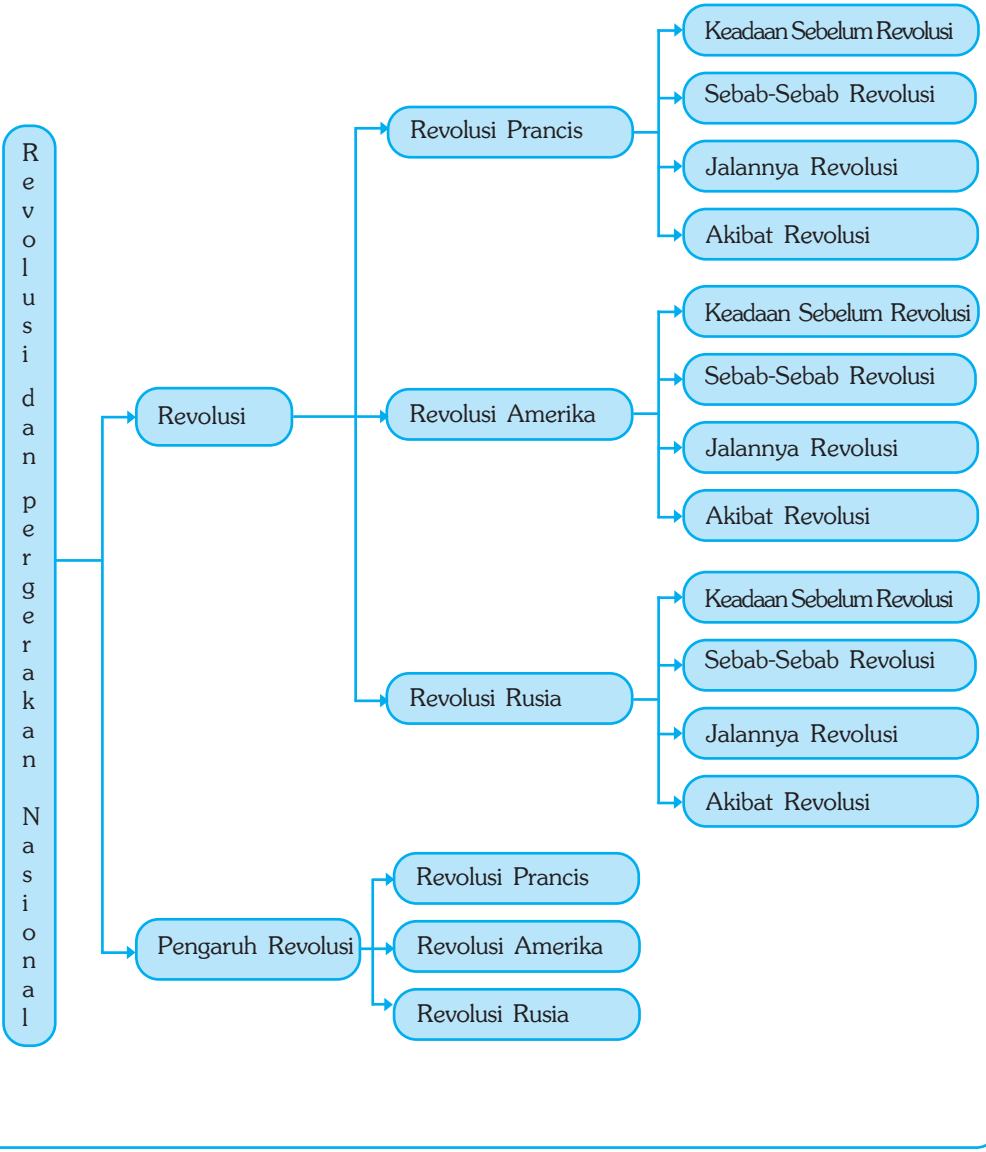 Revolusi dan pergerakan Nasional
Revolusi
Revolusi Prancis
Keadaan Sebelum Revolusi
Sebab-Sebab Revolusi
Jalannya Revolusi
Akibat Revolusi
Revolusi Amerika
Keadaan Sebelum Revolusi
Sebab-Sebab Revolusi
Jalannya Revolusi
Akibat Revolusi
Revolusi Rusia
Keadaan Sebelum Revolusi
Sebab-Sebab Revolusi
Jalannya Revolusi
Akibat Revolusi
Pengaruh Revolusi
Revolusi Prancis
Revolusi Amerika
Revolusi Rusia